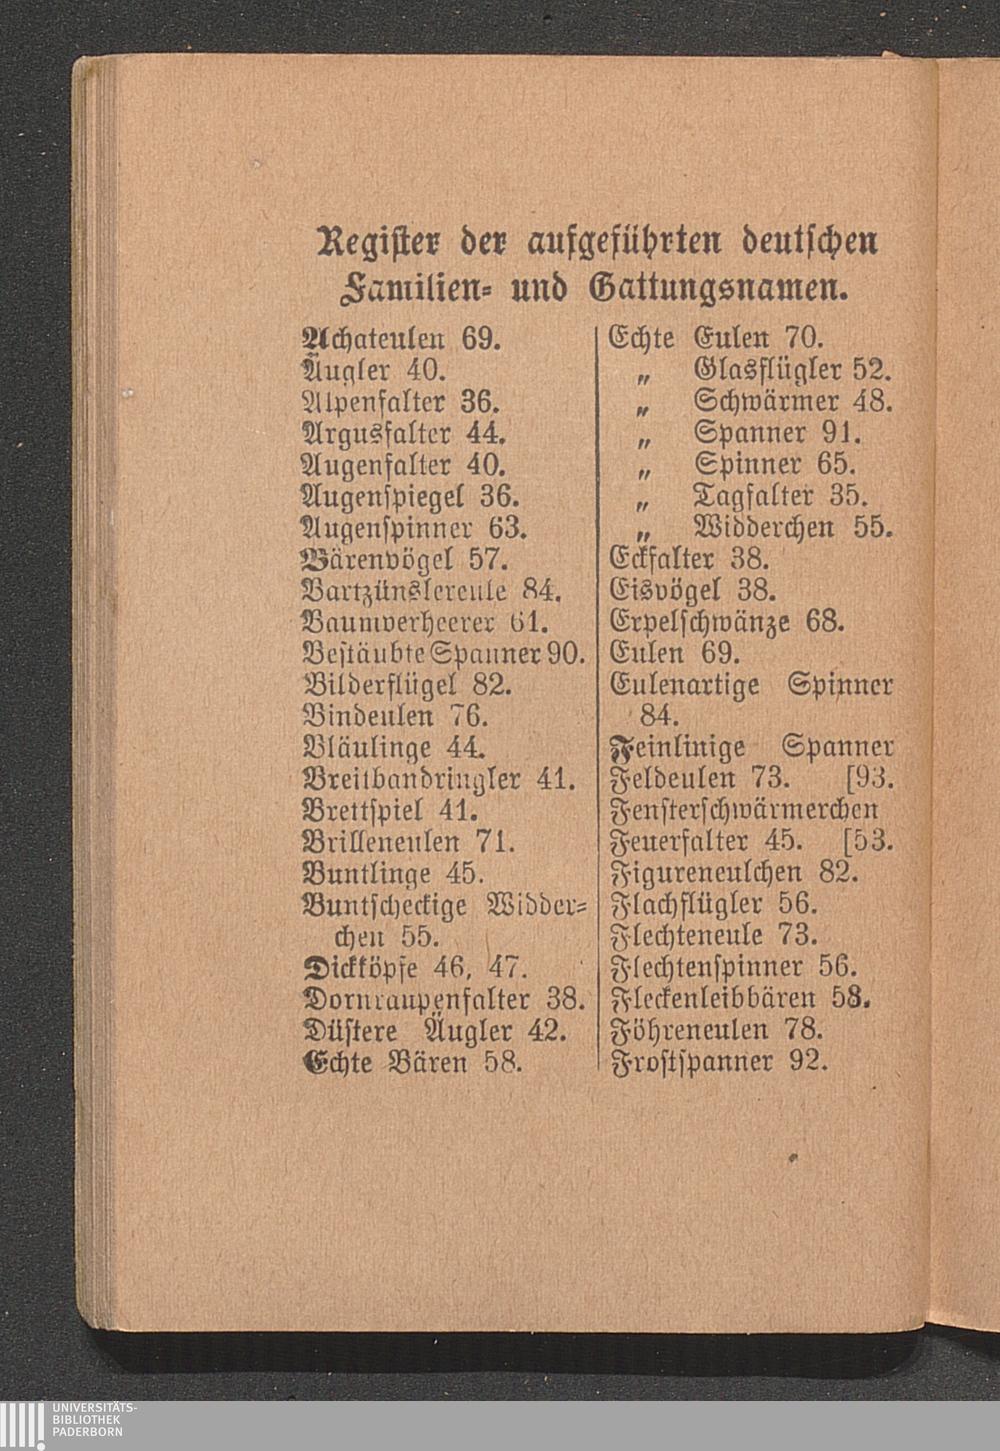 Register der aufgeführten deutschen
Familien- und Gattungsnamen.
Achateulen 69.
Äugler 40.
Alpenfalter 36.
Argusfalter 44.
Augenfalter 40.
Augenspiegel 36.
Augenspinner 63.
Bärenvögel 57.
Bartzünslereule 84.
Baumverheerer 61.
Bestäubte Spanner 90.
Bilderflügel 82.
Bindeulen 76.
Bläulinge 44.
Breitbandringler 41.
Brettspiel 41.
Brilleneulen 71.
Buntlinge 45.
Buntscheckige Widder-
chen 55.
Dickköpfe 46, 47.
Dornraupenfalter 38.
Düstere Äugler 42.
Echte Bären 58.
Echte Eulen 70.
„ Glasflügler 52.
„ Schwärmer 48.
„ Spanner 91.
„ Spinner 65.
„ Tagfalter 35.
„ Widderchen 55.
Eckfalter 38.
Eisvögel 38.
Erpelschwänze 68.
Eulen 69.
Eulenartige Spinner
84.
Feinlinige Spanner
Feldeulen 73. [93.
Fensterschwärmerchen
Feuerfalter 45. [53.
Figureneulchen 82.
Flachflügler 56.
Flechteneule 73.
Flechtenspinner 56.
Fleckenleibbären 58.
Föhreneulen 78.
Frostspanner 92.
UNIVERSITÄTS-
BIBLIOTHEK
PADERBORN